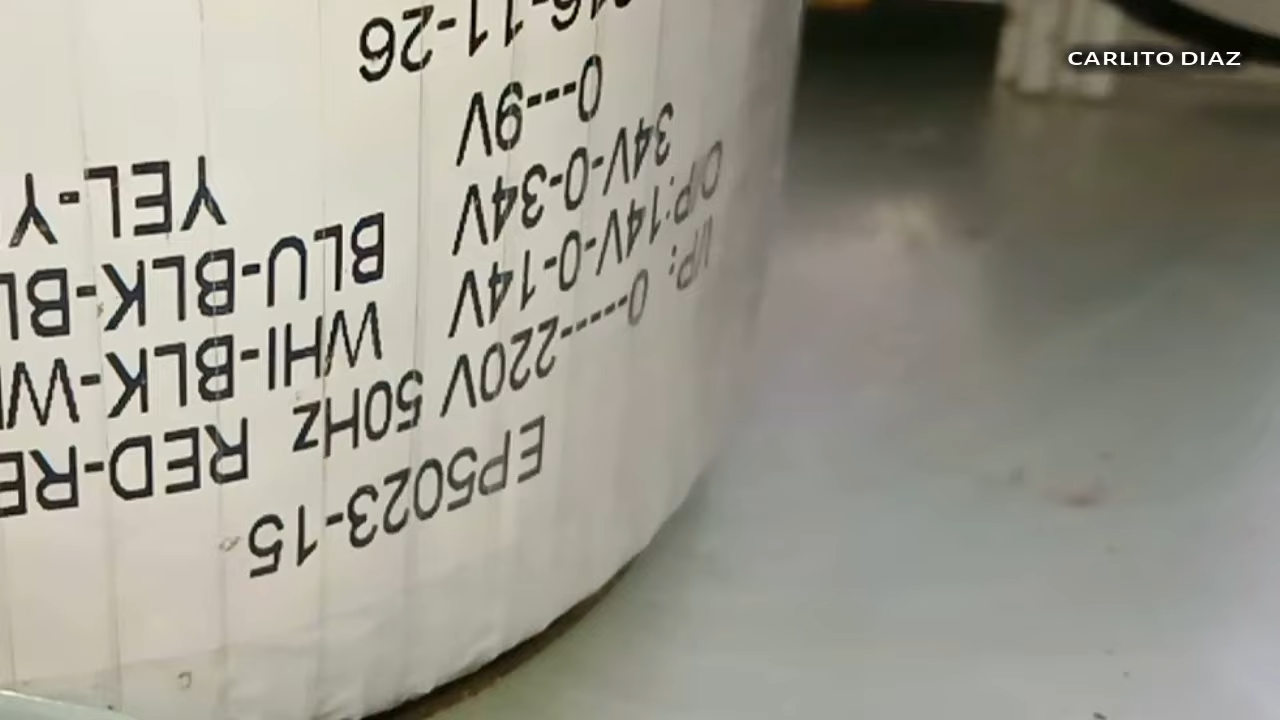 CARLITO DIAZ
EP5023-15
I/P: 0----220V 50Hz RED-RE
O/P:14V-0-14V WHI-BLK-W
34V-0-34V BLU-BLK-BL
0---9V YEL-Y
16-11-26